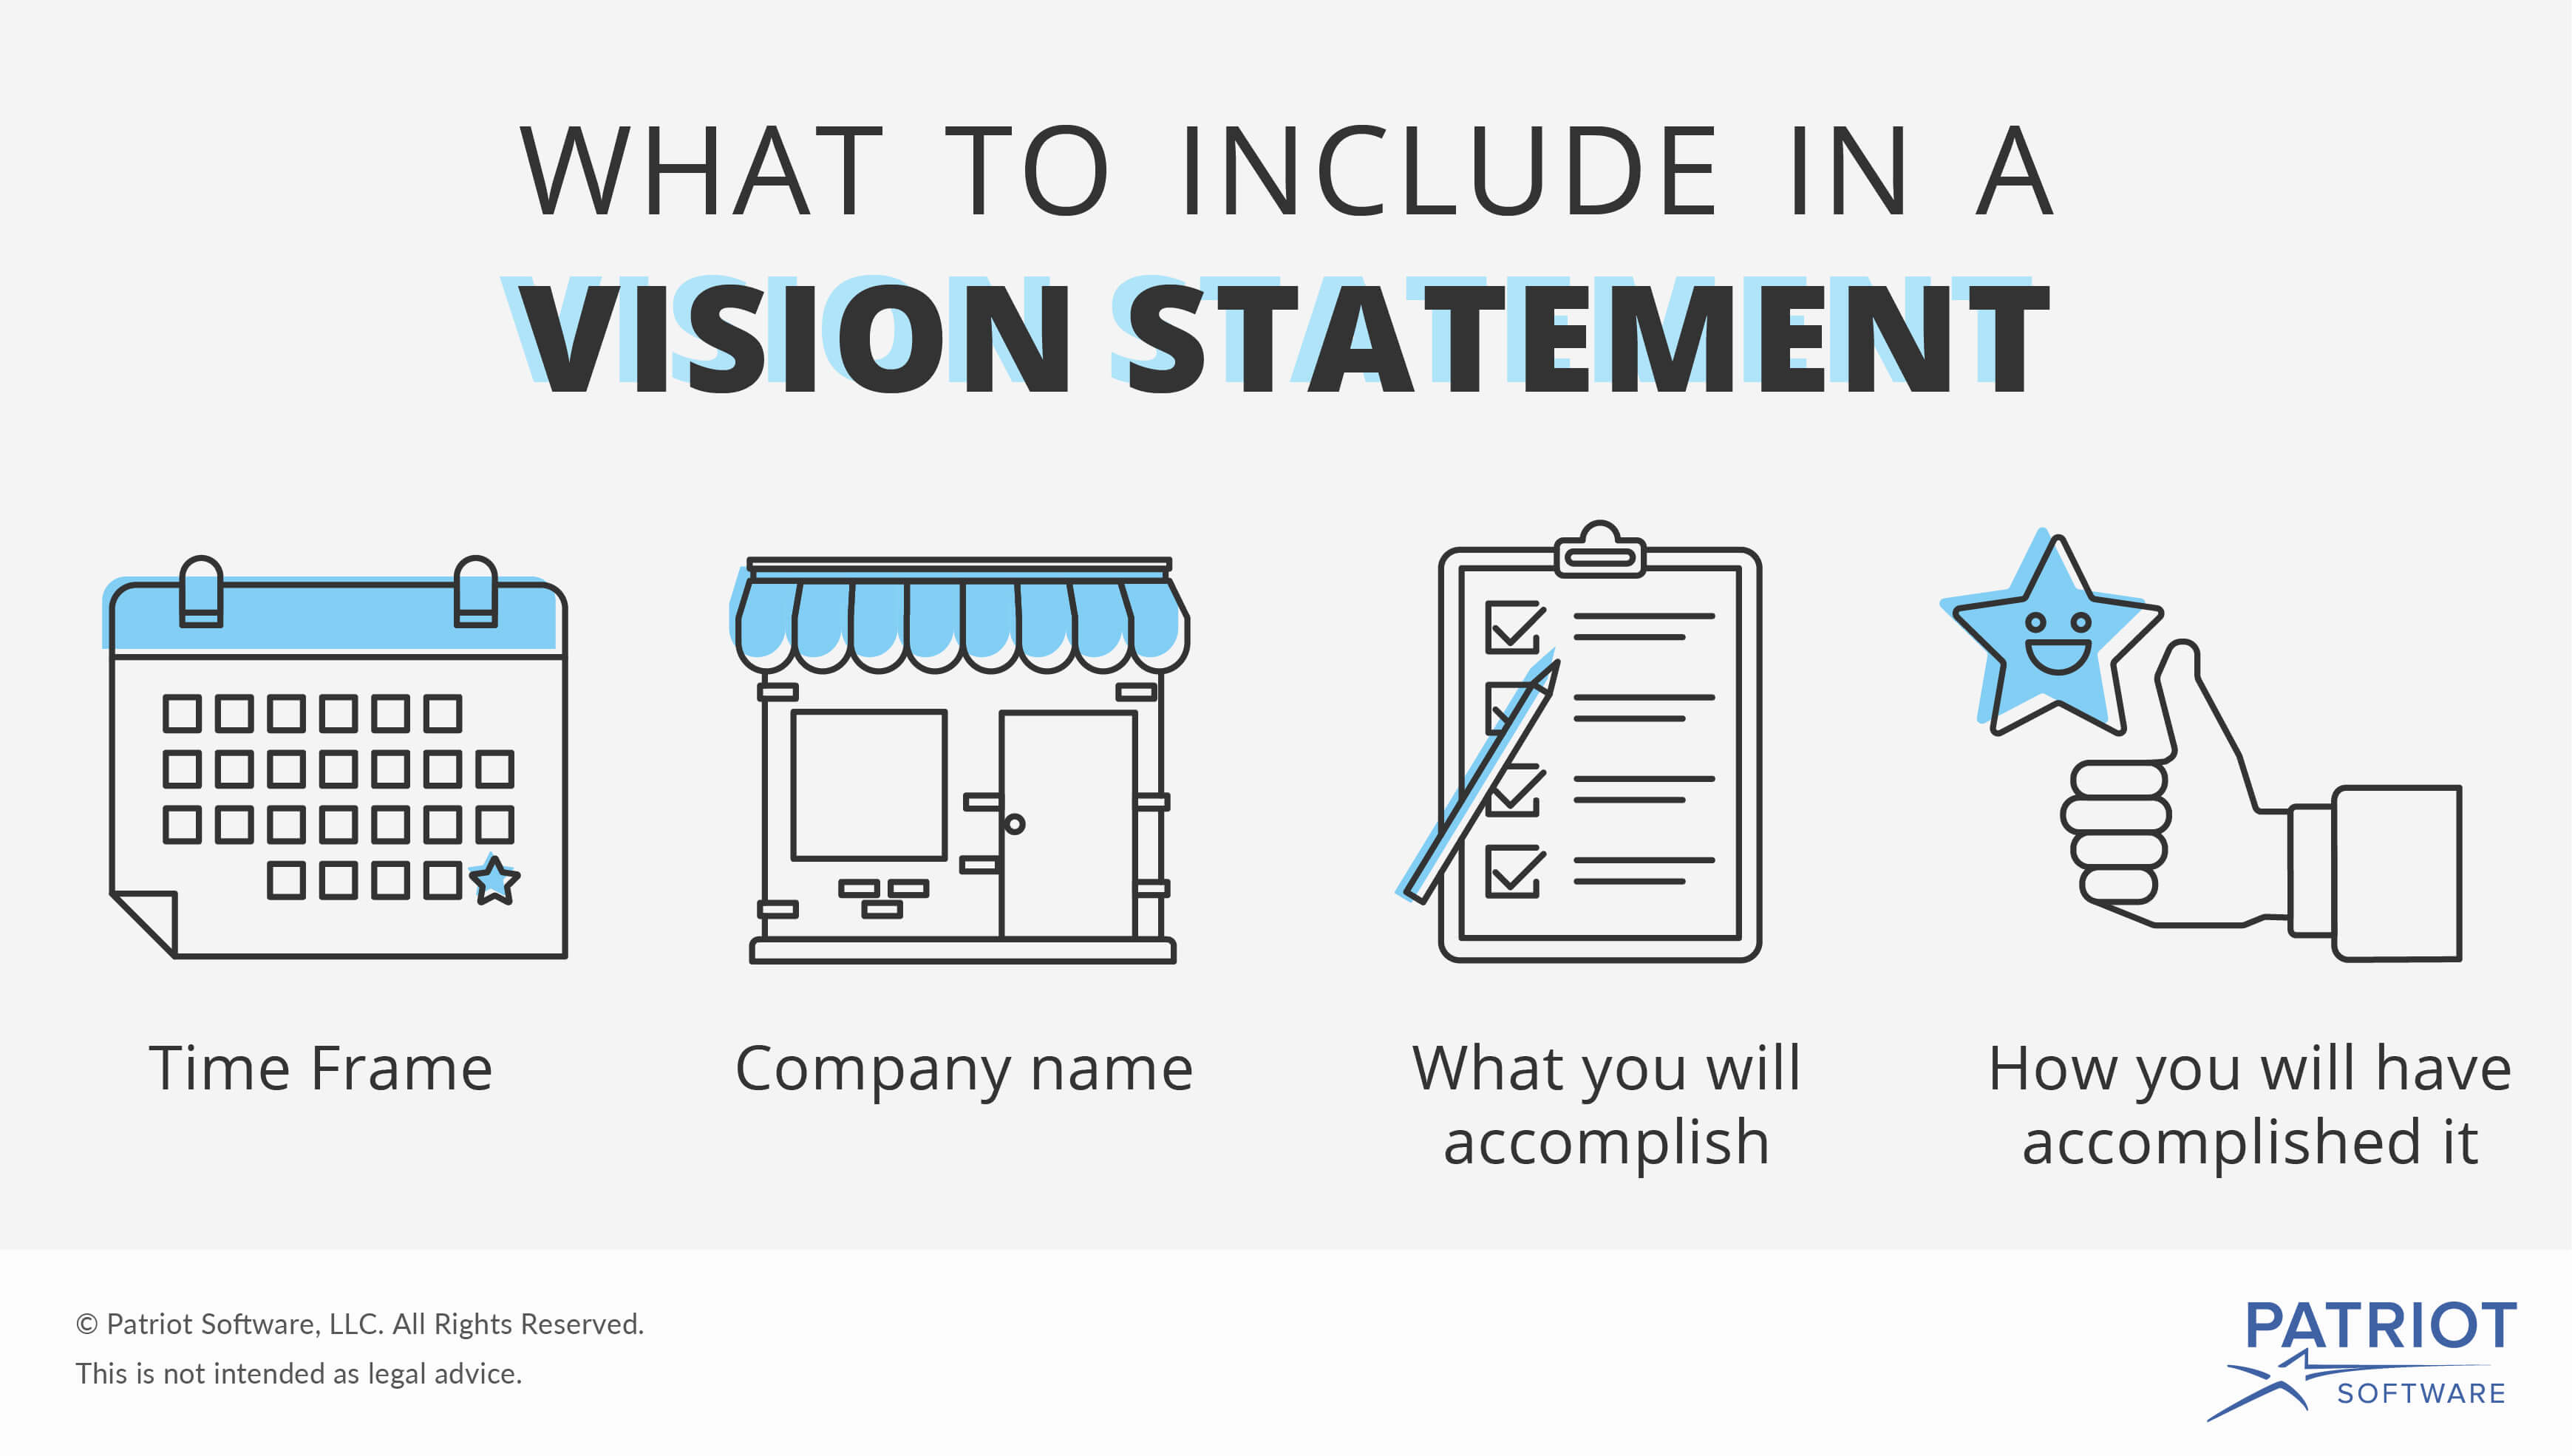 WHAT TO INCLUDE IN A
VISION STATEMENT
Time Frame
Company name
What you will
accomplish
How you will have
accomplished it
© Patriot Software, LLC. All Rights Reserved.
This is not intended as legal advice.
PATRIOT
SOFTWARE